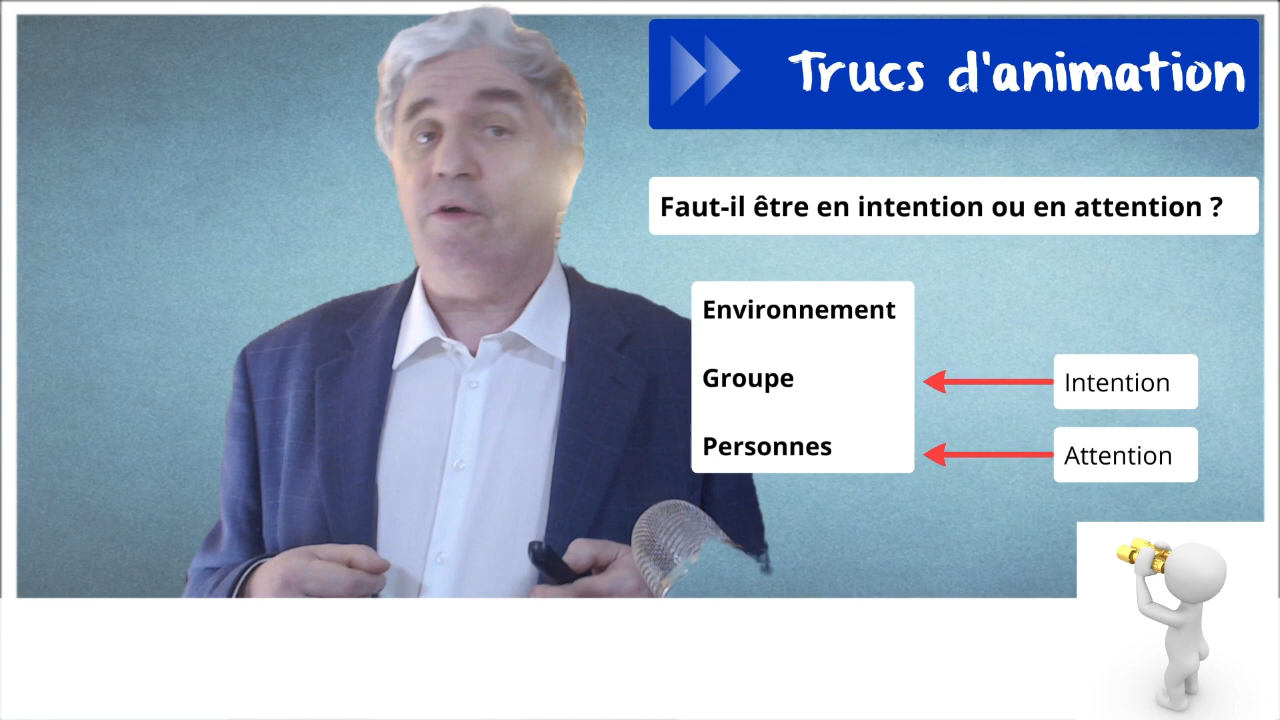 Trucs d'animation
Faut-il être en intention ou en attention ?
Environnement
Groupe
Intention
Personnes
Attention